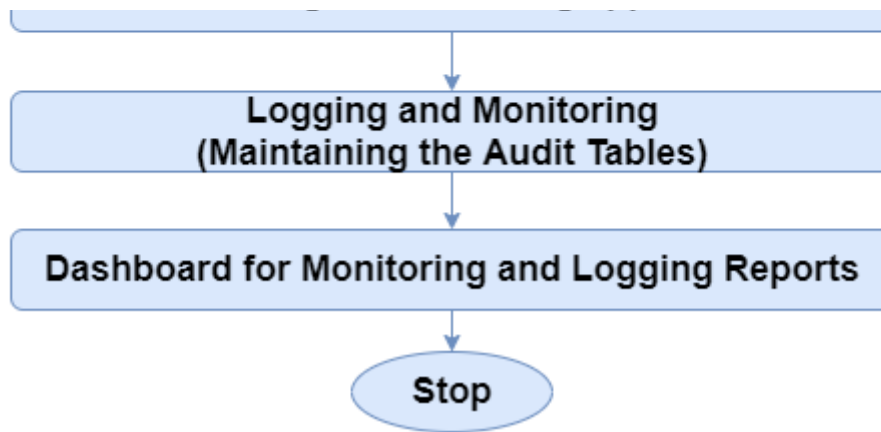 Logging and Monitoring
(Maintaining the Audit Tables)
Dashboard for Monitoring and Logging Reports
Stop